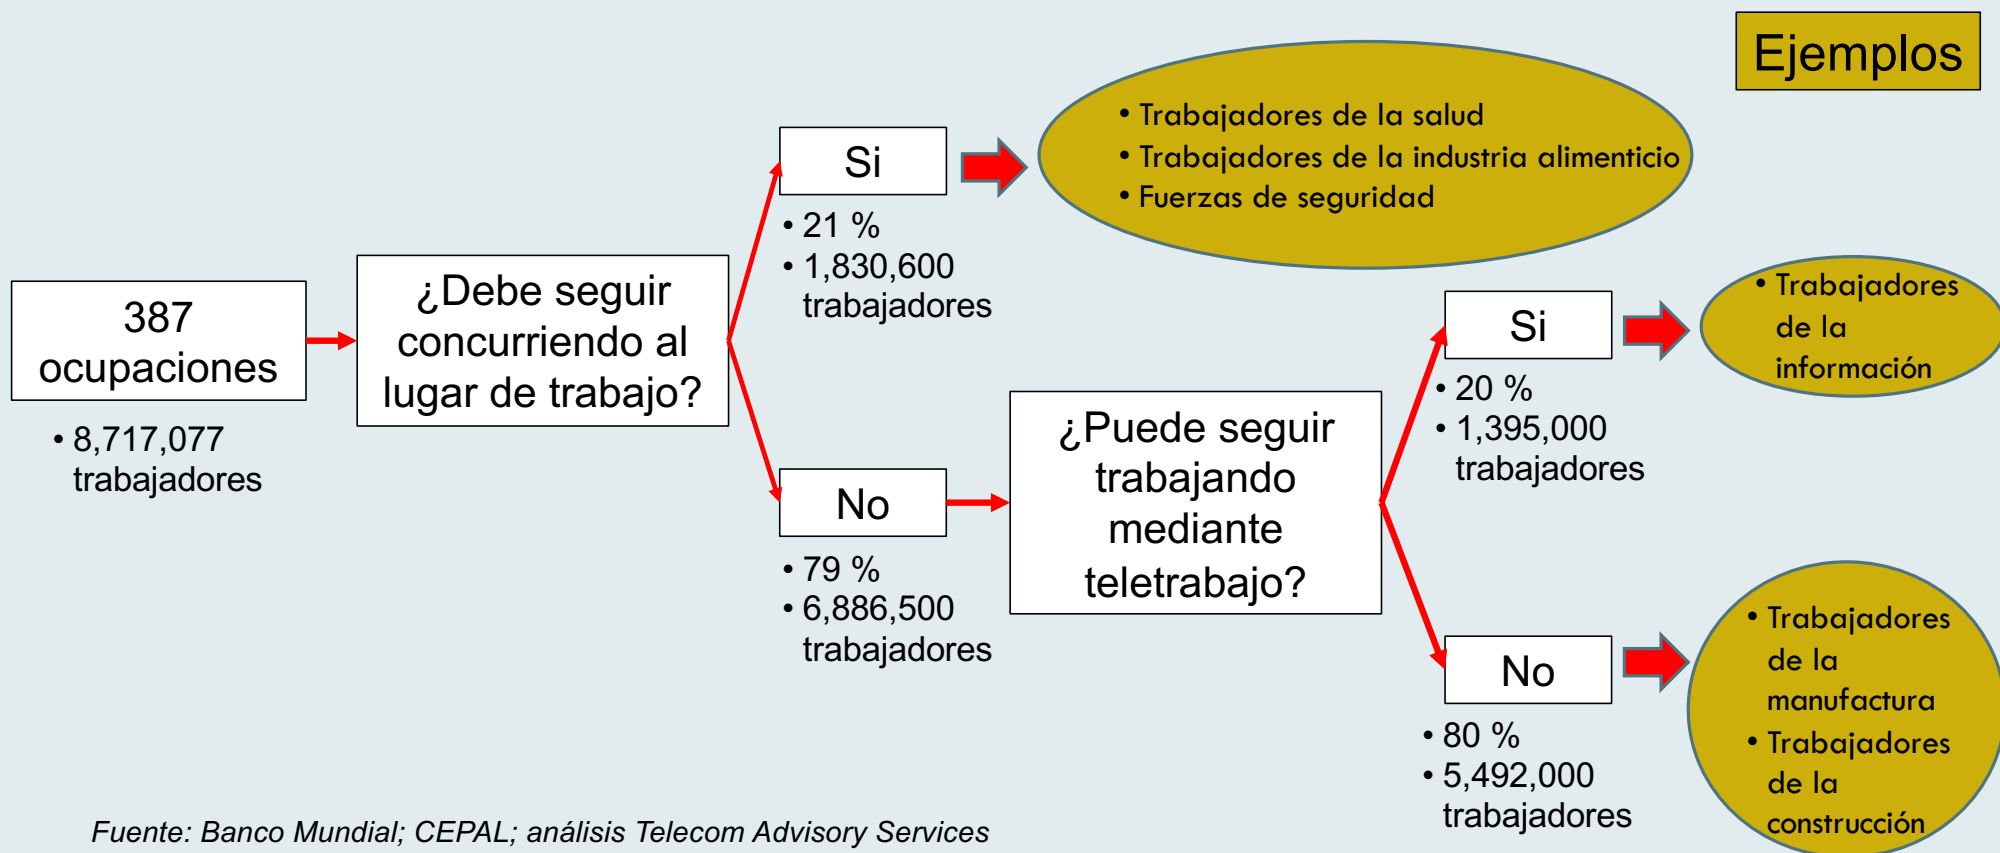 Ejemplos
387
ocupaciones
• 8,717,077
trabajadores
¿Debe seguir
concurriendo al
lugar de trabajo?
Si
• 21 %
• 1,830,600
trabajadores
• Trabajadores de la salud
• Trabajadores de la industria alimenticio
• Fuerzas de seguridad
No
• 79 %
• 6,886,500
trabajadores
¿Puede seguir
trabajando
mediante
teletrabajo?
Si
• 20 %
• 1,395,000
trabajadores
• Trabajadores
de la
información
No
• 80 %
• 5,492,000
trabajadores
• Trabajadores
de la
manufactura
• Trabajadores
de la
construcción
Fuente: Banco Mundial; CEPAL; análisis Telecom Advisory Services